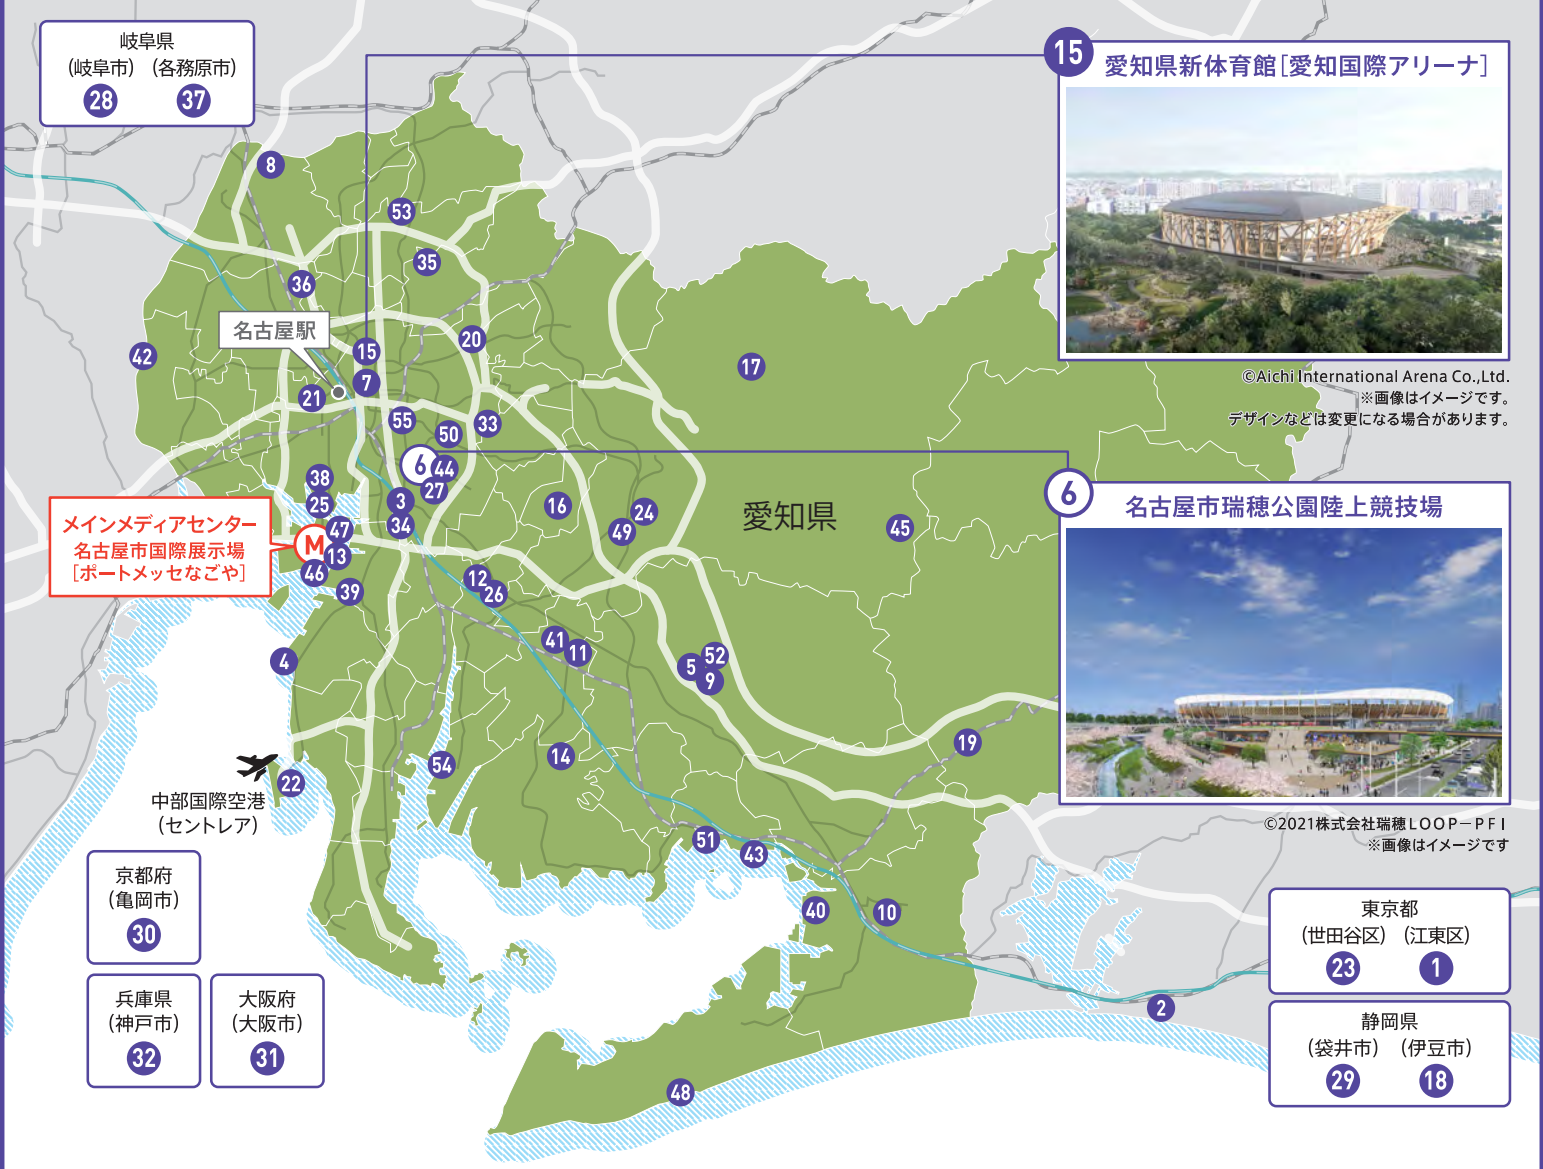 岐阜県
(岐阜市) (各務原市)
28 37
15
愛知県新体育館[愛知国際アリーナ]
8
53
35
36
名古屋駅
42
15
20
17
7
21
55
50
33
©Aichi International Arena Co.,Ltd.
※画像はイメージです。
デザインなどは変更になる場合があります。
6
44
27
38
25
3
34
16
24
49
愛知県
45
6
名古屋市瑞穂公園陸上競技場
メインメディアセンター
名古屋市国際展示場
[ポートメッセなごや]
M
47
13
46
39
12
26
41
11
4
5
52
9
19
14
54
22
中部国際空港
(セントレア)
51
43
©2021株式会社瑞穂LOOP－PFI
※画像はイメージです
京都府
(亀岡市)
30
40
10
東京都
(世田谷区) (江東区)
23 1
兵庫県
(神戸市)
32
大阪府
(大阪市)
31
2
静岡県
(袋井市) (伊豆市)
29 18
48